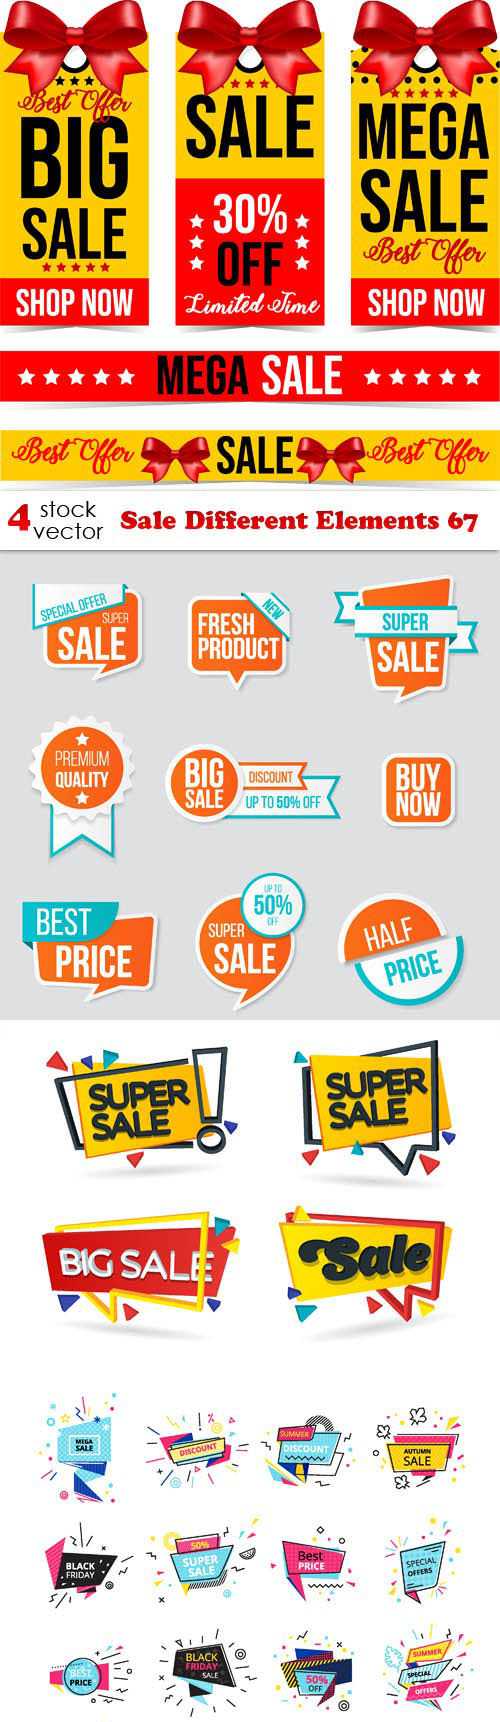 Best Offer
BIG
SALE
SHOP NOW
SALE
30%
OFF
Limited Time
MEGA
SALE
Best Offer
SHOP NOW
MEGA SALE
Best Offer SALE Best Offer
4 stock vector
Sale Different Elements 67
SPECIAL OFFER
SUPER
SALE
NEW
FRESH
PRODUCT
SUPER
SALE
PREMIUM
QUALITY
BIG
SALE
DISCOUNT
UP TO 50% OFF
BUY
NOW
BEST
PRICE
UP TO
50%
OFF
SUPER
SALE
HALF
PRICE
SUPER
SALE
SUPER
SALE
BIG SALE
Sale
MEGA
SALE
DISCOUNT
SUMMER
DISCOUNT
AUTUMN
SALE
BLACK
FRIDAY
50%
SUPER
SALE
Best
PRICE
SPECIAL
OFFERS
BEST
PRICE
BLACK
FRIDAY
SALE
50%
OFF
SUMMER
SPECIAL
OFFERS